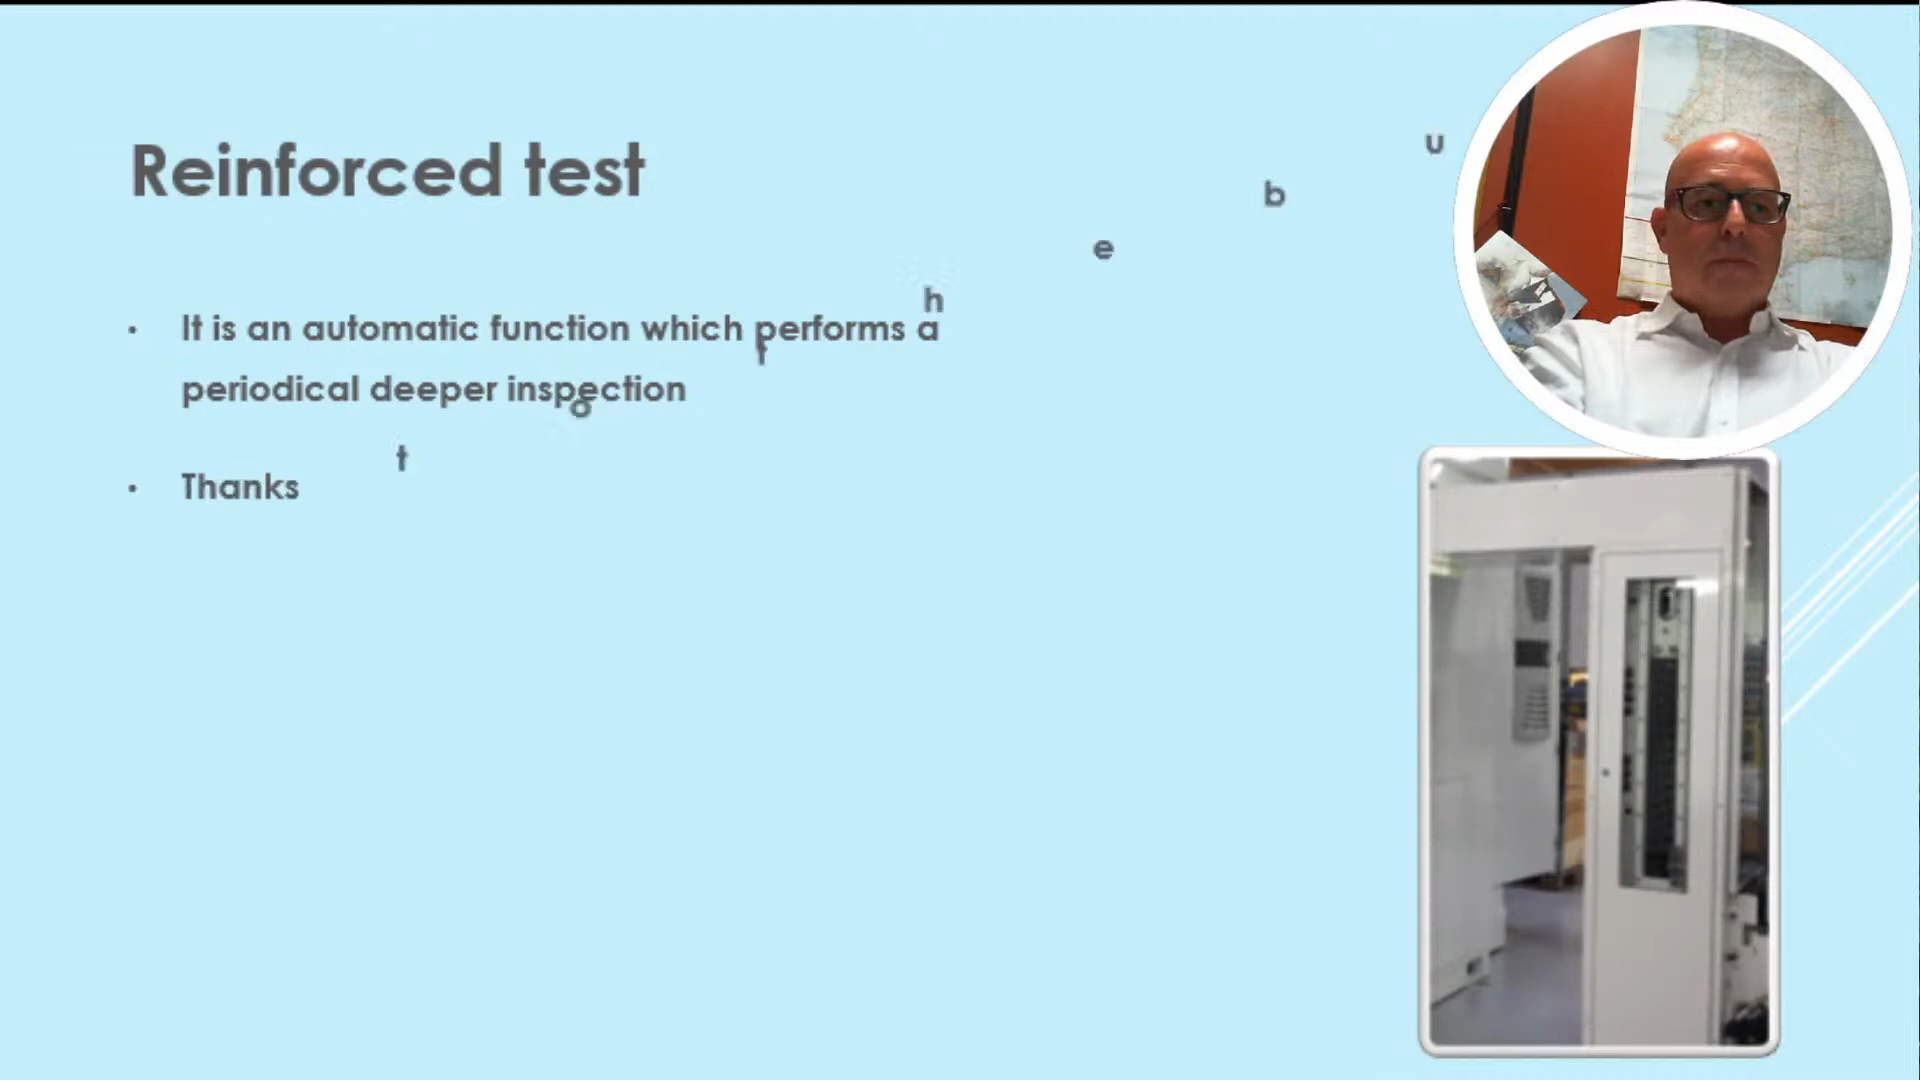 Reinforced test
• It is an automatic function which performs a
periodical deeper inspection
• Thanks
t
o
t
h
e
b
u